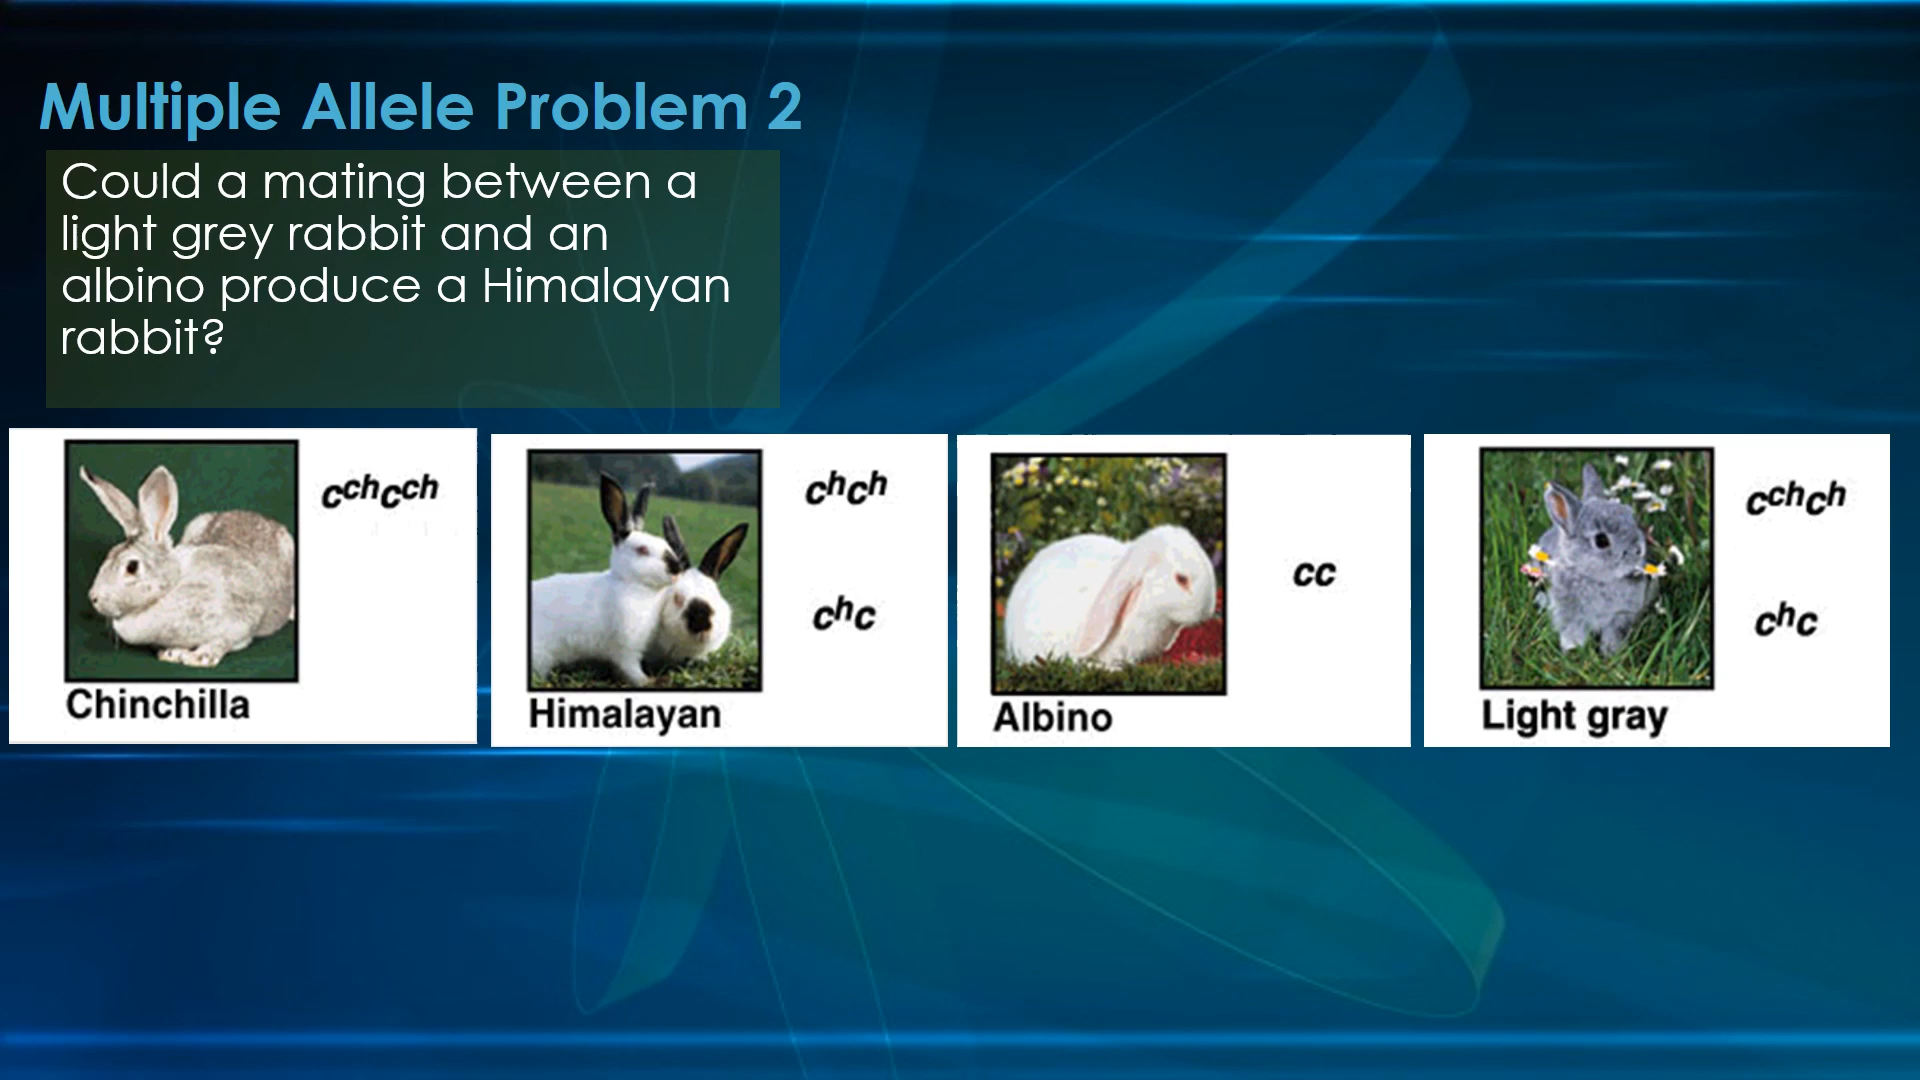 Multiple Allele Problem 2
Could a mating between a
light grey rabbit and an
albino produce a Himalayan
rabbit?
cᶜʰcᶜʰ
Chinchilla
cʰcʰ
cʰc
Himalayan
cc
Albino
cᶜʰcʰ
cʰc
Light gray